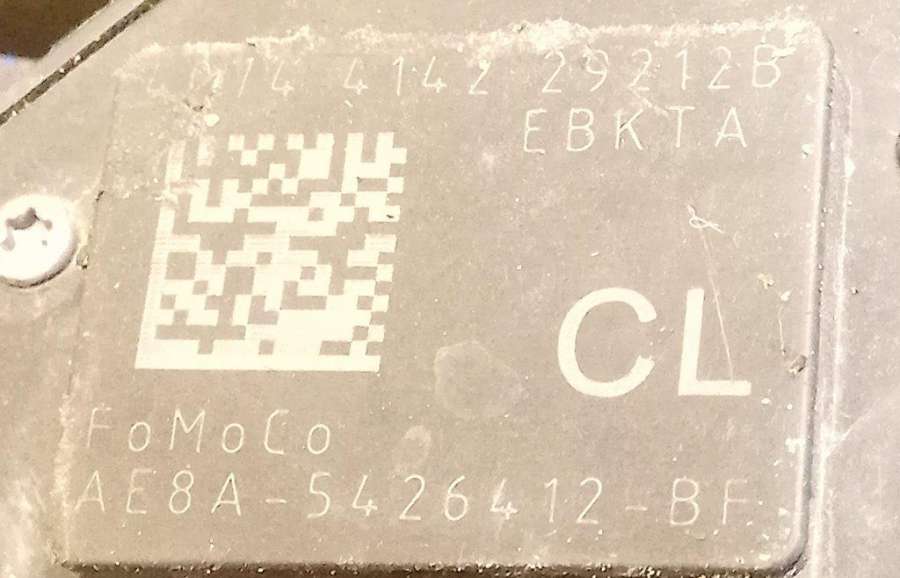 4142 29212B
EBKTA
CL
FoMoCo
AE8A-5426412-BF